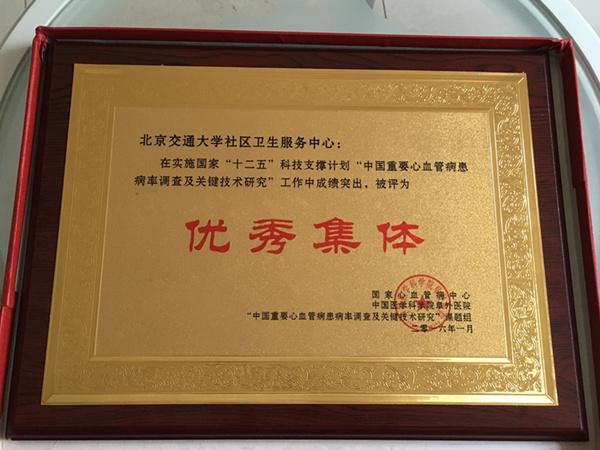 北京交通大学社区卫生服务中心：
在实施国家“十二五”科技支撑计划“中国重要心血管病患
病率调查及关键技术研究”工作中成绩突出，被评为
优秀集体
国家心血管病中心
中国医学科学院阜外医院
“中国重要心血管病患病率调查及关键技术研究”课题组
二零一六年一月